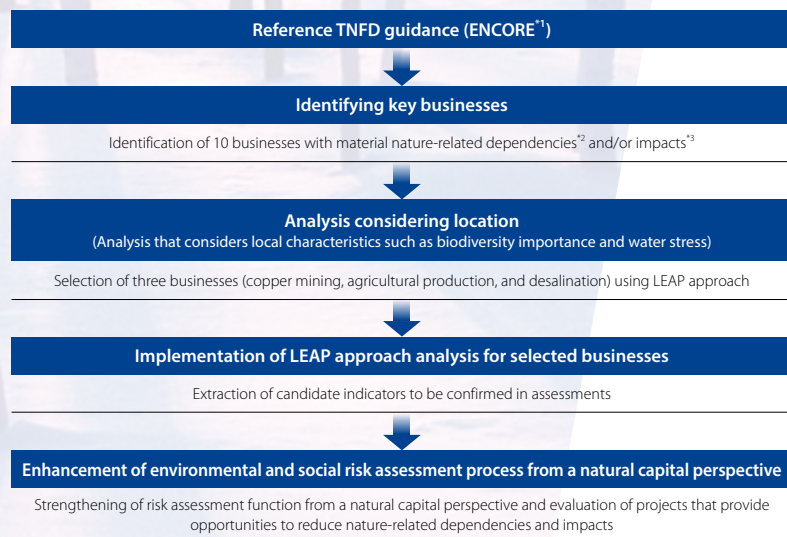 Reference TNFD guidance (ENCORE*1)
Identifying key businesses
Identification of 10 businesses with material nature-related dependencies*2 and/or impacts*3
Analysis considering location
(Analysis that considers local characteristics such as biodiversity importance and water stress)
Selection of three businesses (copper mining, agricultural production, and desalination) using LEAP approach
Implementation of LEAP approach analysis for selected businesses
Extraction of candidate indicators to be confirmed in assessments
Enhancement of environmental and social risk assessment process from a natural capital perspective
Strengthening of risk assessment function from a natural capital perspective and evaluation of projects that provide
opportunities to reduce nature-related dependencies and impacts